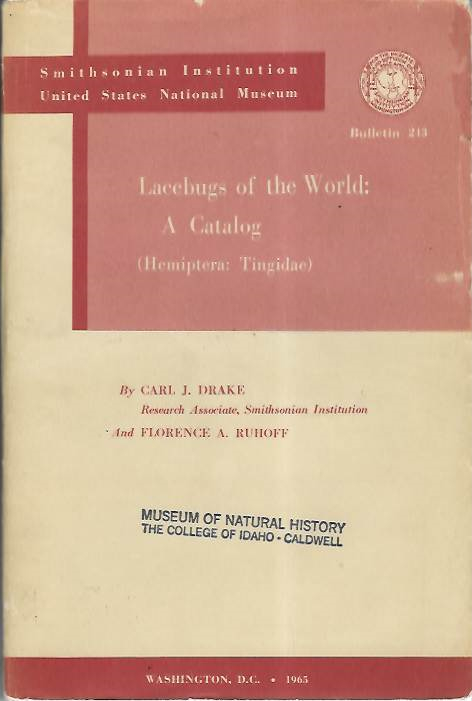 Smithsonian Institution
United States National Museum
Bulletin 243
Lacebugs of the World:
A Catalog
(Hemiptera: Tingidae)
By CARL J. DRAKE
Research Associate, Smithsonian Institution
And FLORENCE A. RUHOFF
MUSEUM OF NATURAL HISTORY
THE COLLEGE OF IDAHO - CALDWELL
WASHINGTON, D.C. • 1965